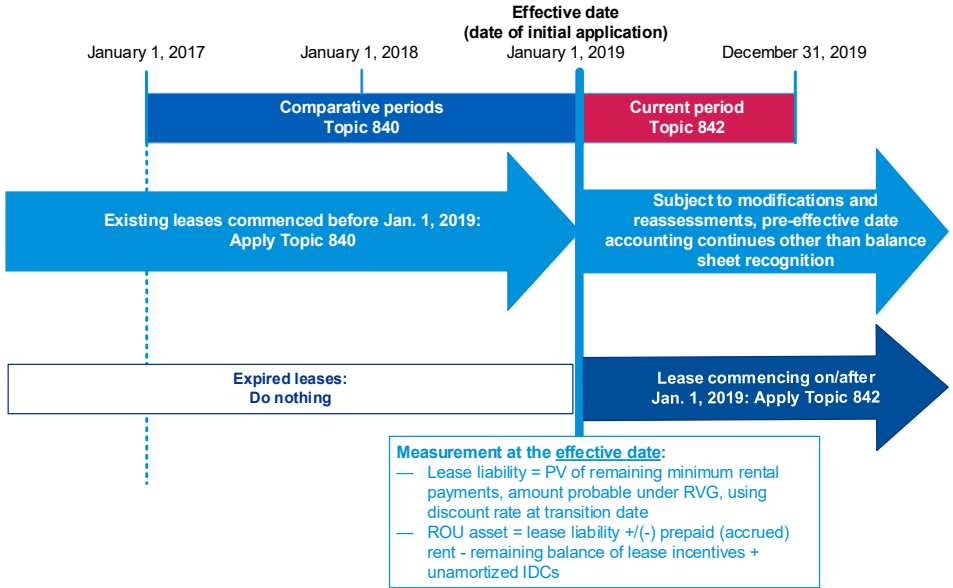 Effective date
(date of initial application)
January 1, 2017
January 1, 2018
January 1, 2019
December 31, 2019
Comparative periods
Topic 840
Current period
Topic 842
Existing leases commenced before Jan. 1, 2019:
Apply Topic 840
Subject to modifications and
reassessments, pre-effective date
accounting continues other than balance
sheet recognition
Expired leases:
Do nothing
Lease commencing on/after
Jan. 1, 2019: Apply Topic 842
Measurement at the effective date:
— Lease liability = PV of remaining minimum rental
payments, amount probable under RVG, using
discount rate at transition date
— ROU asset = lease liability +/(-) prepaid (accrued)
rent - remaining balance of lease incentives +
unamortized IDCs